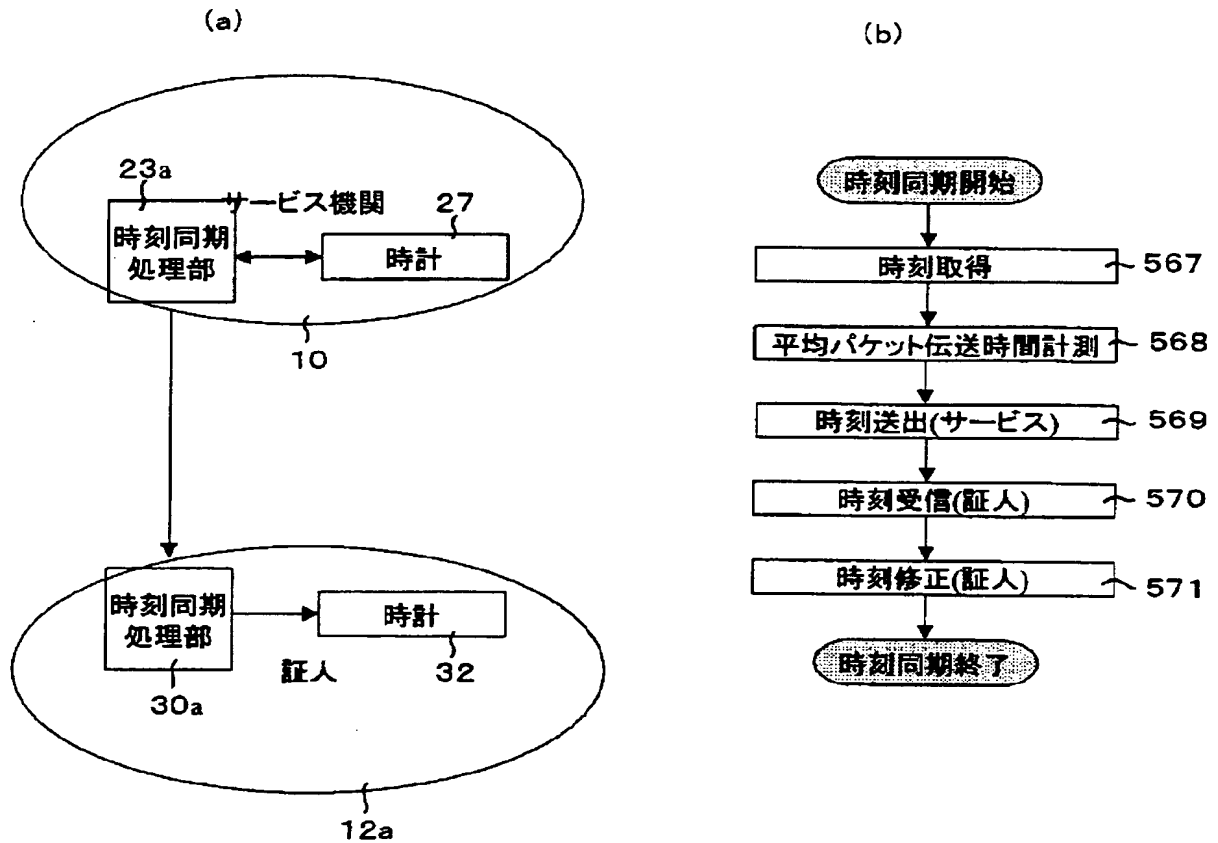 (a)
23a
サービス機関
時刻同期
処理部
27
時計
10
時刻同期
処理部
時計
証人
32
30a
12a
(b)
時刻同期開始
時刻取得
567
平均パケット伝送時間計測
568
時刻送出(サービス)
569
時刻受信(証人)
570
時刻修正(証人)
571
時刻同期終了